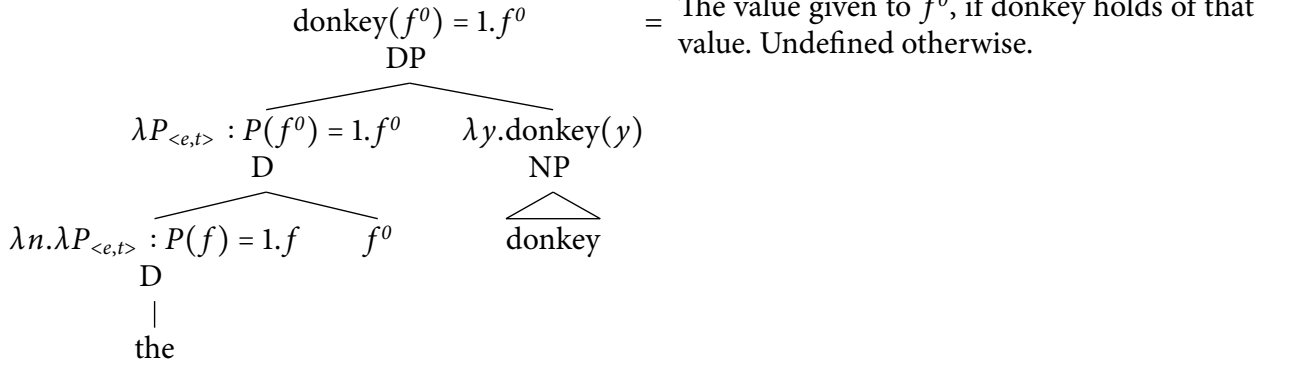 The value given to f⁰, if donkey holds of that
donkey(f⁰) = 1.f⁰ = value. Undefined otherwise.
DP
λP<e,t> : P(f⁰) = 1.f⁰ λy.donkey(y)
D NP
λn.λP<e,t> : P(f) = 1.f f⁰ donkey
D
the